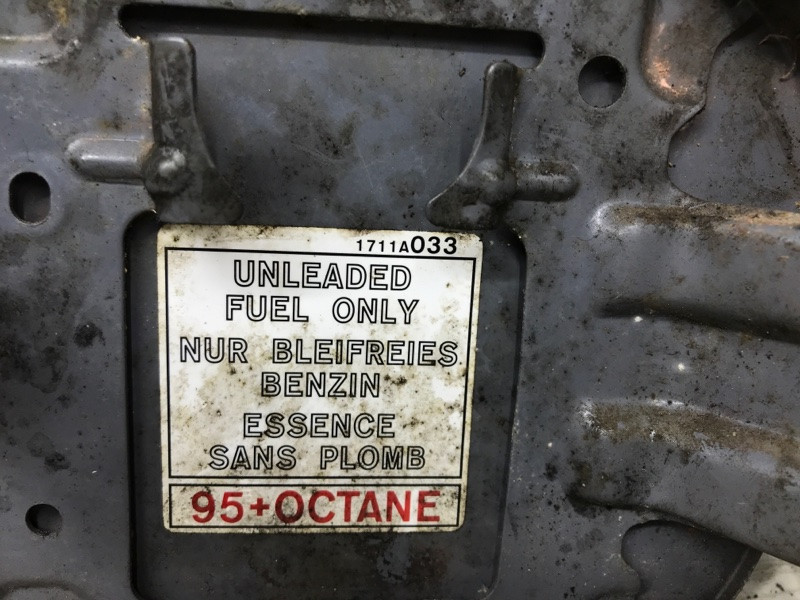 1711A033
UNLEADED
FUEL ONLY
NUR BLEIFREIES
BENZIN
ESSENCE
SANS PLOMB
95+OCTANE